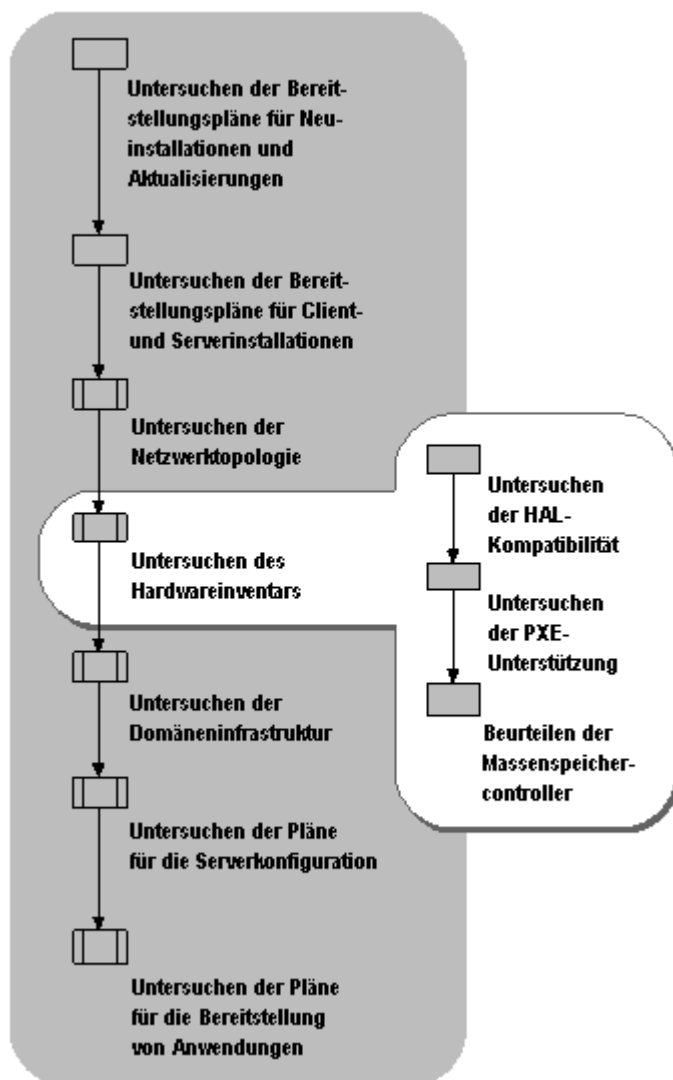 Untersuchen der Bereit-
stellungspläne für Neu-
installationen und
Aktualisierungen
Untersuchen der Bereit-
stellungspläne für Client-
und Serverinstallationen
Untersuchen der
Netzwerktopologie
Untersuchen des
Hardwareinventars
Untersuchen der
Domäneninfrastruktur
Untersuchen der Pläne
für die Serverkonfiguration
Untersuchen der Pläne
für die Bereitstellung
von Anwendungen
Untersuchen
der HAL-
Kompatibilität
Untersuchen
der PXE-
Unterstützung
Beurteilen der
Massenspeicher-
controller